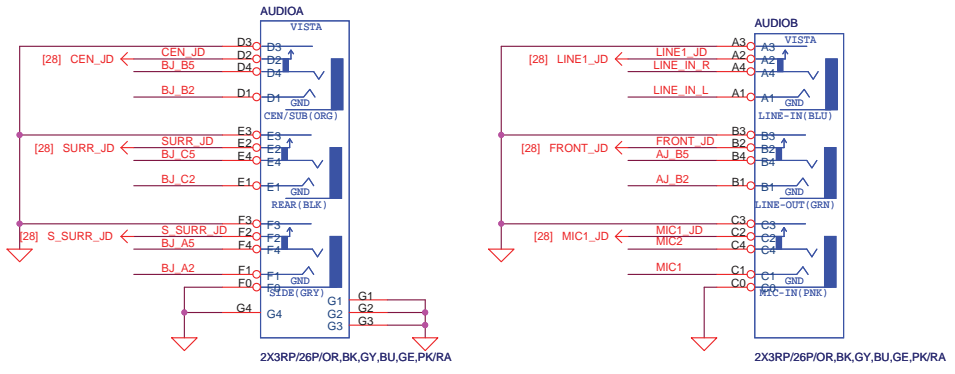 AUDIOA
VISTA
D3 D3
[28] CEN_JD CEN_JD D2 D2
BJ_B5 D4 D4
BJ_B2 D1 D1
GND
CEN/SUB(ORG)
E3 E3
[28] SURR_JD SURR_JD E2 E2
BJ_C5 E4 E4
BJ_C2 E1 E1
GND
REAR(BLK)
F3 F3
[28] S_SURR_JD S_SURR_JD F2 F2
BJ_A5 F4 F4
BJ_A2 F1 F1
GND
F0 F0
SIDE(GRY)
G4 G4
G1 G1
G2 G2
G3 G3
2X3RP/26P/OR,BK,GY,BU,GE,PK/RA
AUDIOB
VISTA
A3 A3
[28] LINE1_JD LINE1_JD A2 A2
LINE_IN_R A4 A4
LINE_IN_L A1 A1
GND
LINE-IN(BLU)
B3 B3
[28] FRONT_JD FRONT_JD B2 B2
AJ_B5 B4 B4
AJ_B2 B1 B1
GND
LINE-OUT(GRN)
C3 C3
[28] MIC1_JD MIC1_JD C2 C2
MIC2 C4 C4
MIC1 C1 C1
GND
C0 C0
MIC-IN(PNK)
2X3RP/26P/OR,BK,GY,BU,GE,PK/RA